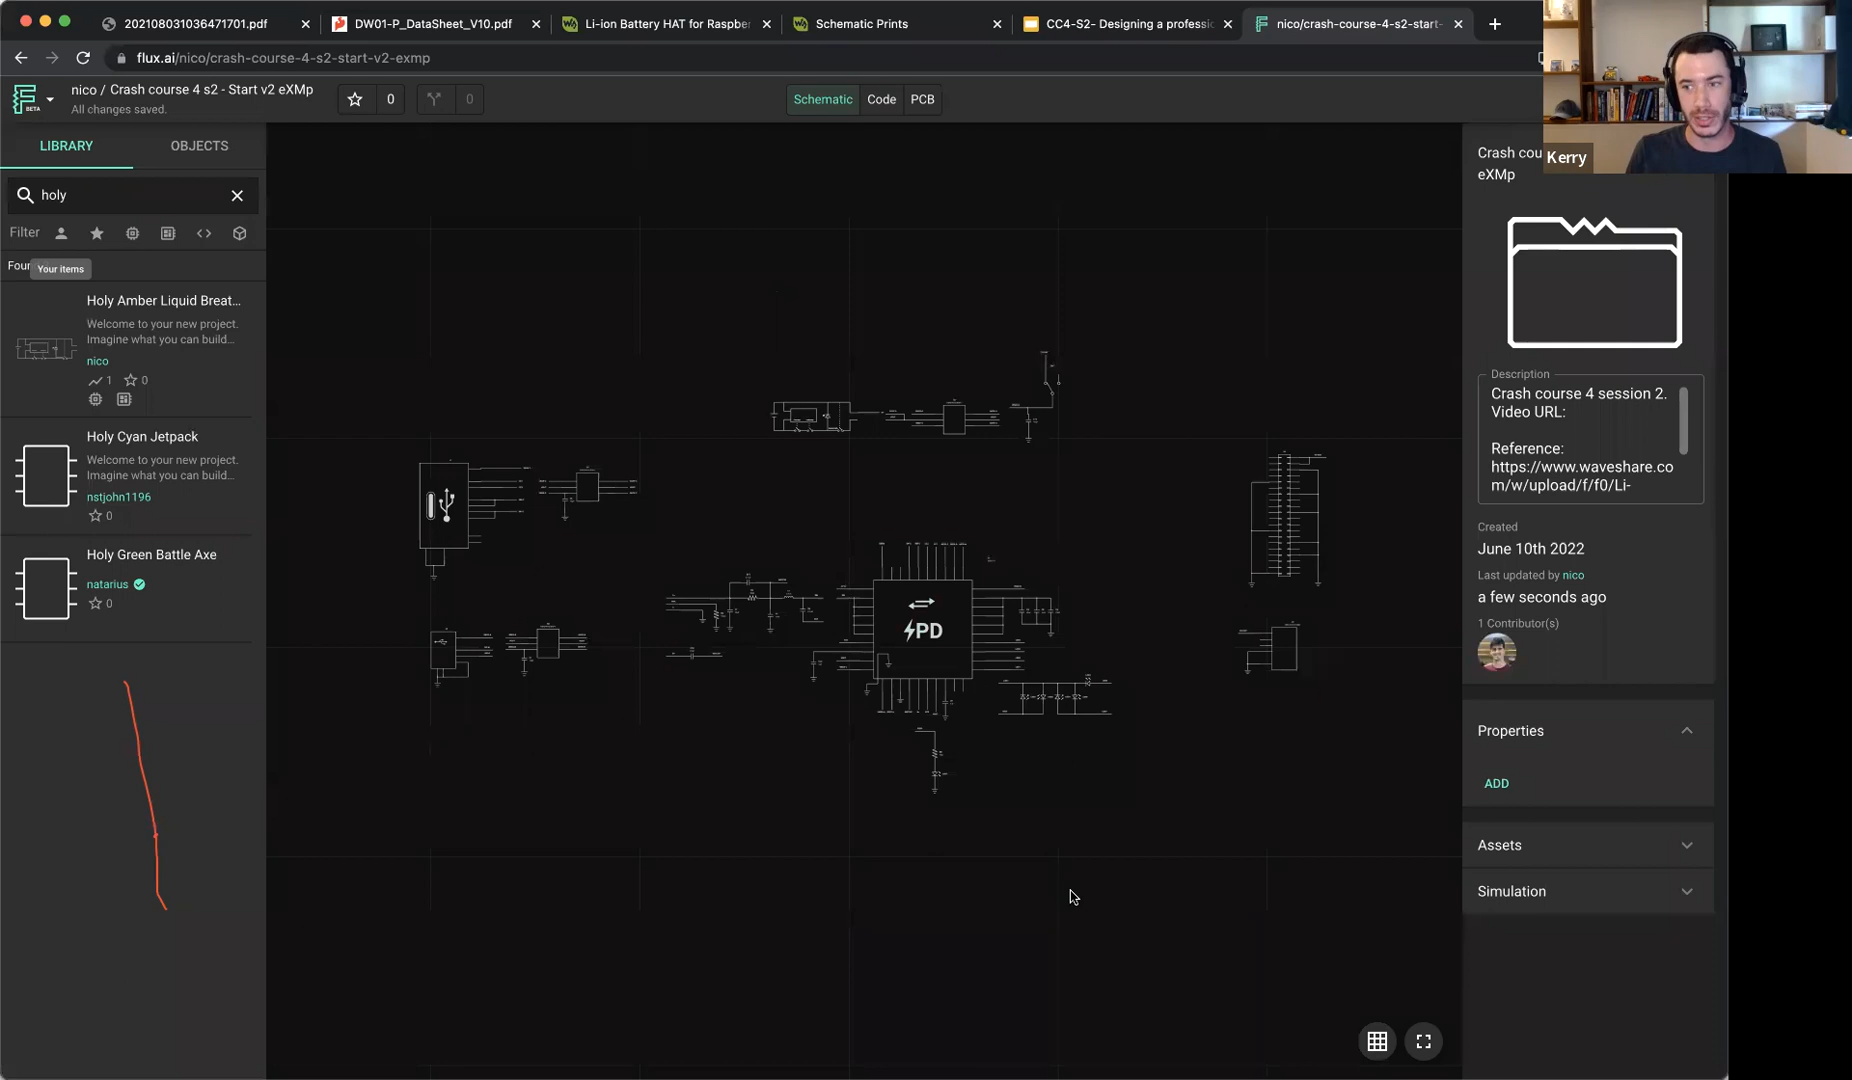 202108031036471701.pdf
DW01-P_DataSheet_V10.pdf
Li-ion Battery HAT for Raspber
Schematic Prints
CC4-S2- Designing a professi
nico/crash-course-4-s2-start-
flux.ai/nico/crash-course-4-s2-start-v2-exmp
BETA
nico / Crash course 4 s2 - Start v2 eXMp
All changes saved.
0
0
Schematic
Code
PCB
Kerry
LIBRARY
OBJECTS
holy
Filter
Four
Your items
Holy Amber Liquid Breat...
Welcome to your new project.
Imagine what you can build...
nico
1
0
Holy Cyan Jetpack
Welcome to your new project.
Imagine what you can build...
nstjohn1196
0
Holy Green Battle Axe
natarius
0
PD
Crash cou
eXMp
Description
Crash course 4 session 2.
Video URL:
Reference:
https://www.waveshare.co
m/w/upload/f/f0/Li-
Created
June 10th 2022
Last updated by nico
a few seconds ago
1 Contributor(s)
Properties
ADD
Assets
Simulation